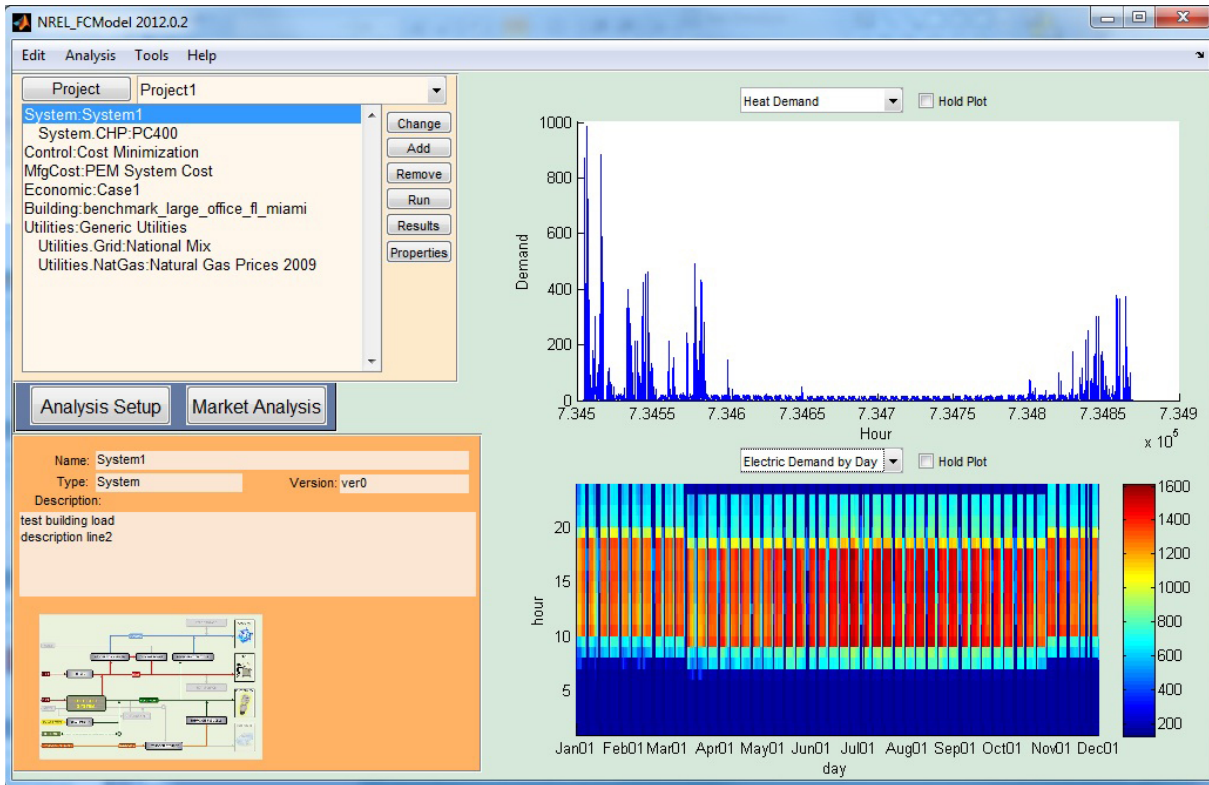 NREL_FCModel 2012.0.2
Edit Analysis Tools Help
Project Project1
System:System1
System.CHP:PC400
Control:Cost Minimization
MfgCost:PEM System Cost
Economic:Case1
Building:benchmark_large_office_fl_miami
Utilities:Generic Utilities
Utilities.Grid:National Mix
Utilities.NatGas:Natural Gas Prices 2009
Change
Add
Remove
Run
Results
Properties
Analysis Setup Market Analysis
Name: System1
Type: System Version: ver0
Description:
test building load
description line2
Heat Demand Hold Plot
1000
800
600
400
200
0
Demand
7.345 7.3455 7.346 7.3465 7.347 7.3475 7.348 7.3485 7.349
Hour
x 10^5
Electric Demand by Day Hold Plot
20
15
10
5
hour
Jan01 Feb01 Mar01 Apr01 May01 Jun01 Jul01 Aug01 Sep01 Oct01 Nov01 Dec01
day
1600
1400
1200
1000
800
600
400
200